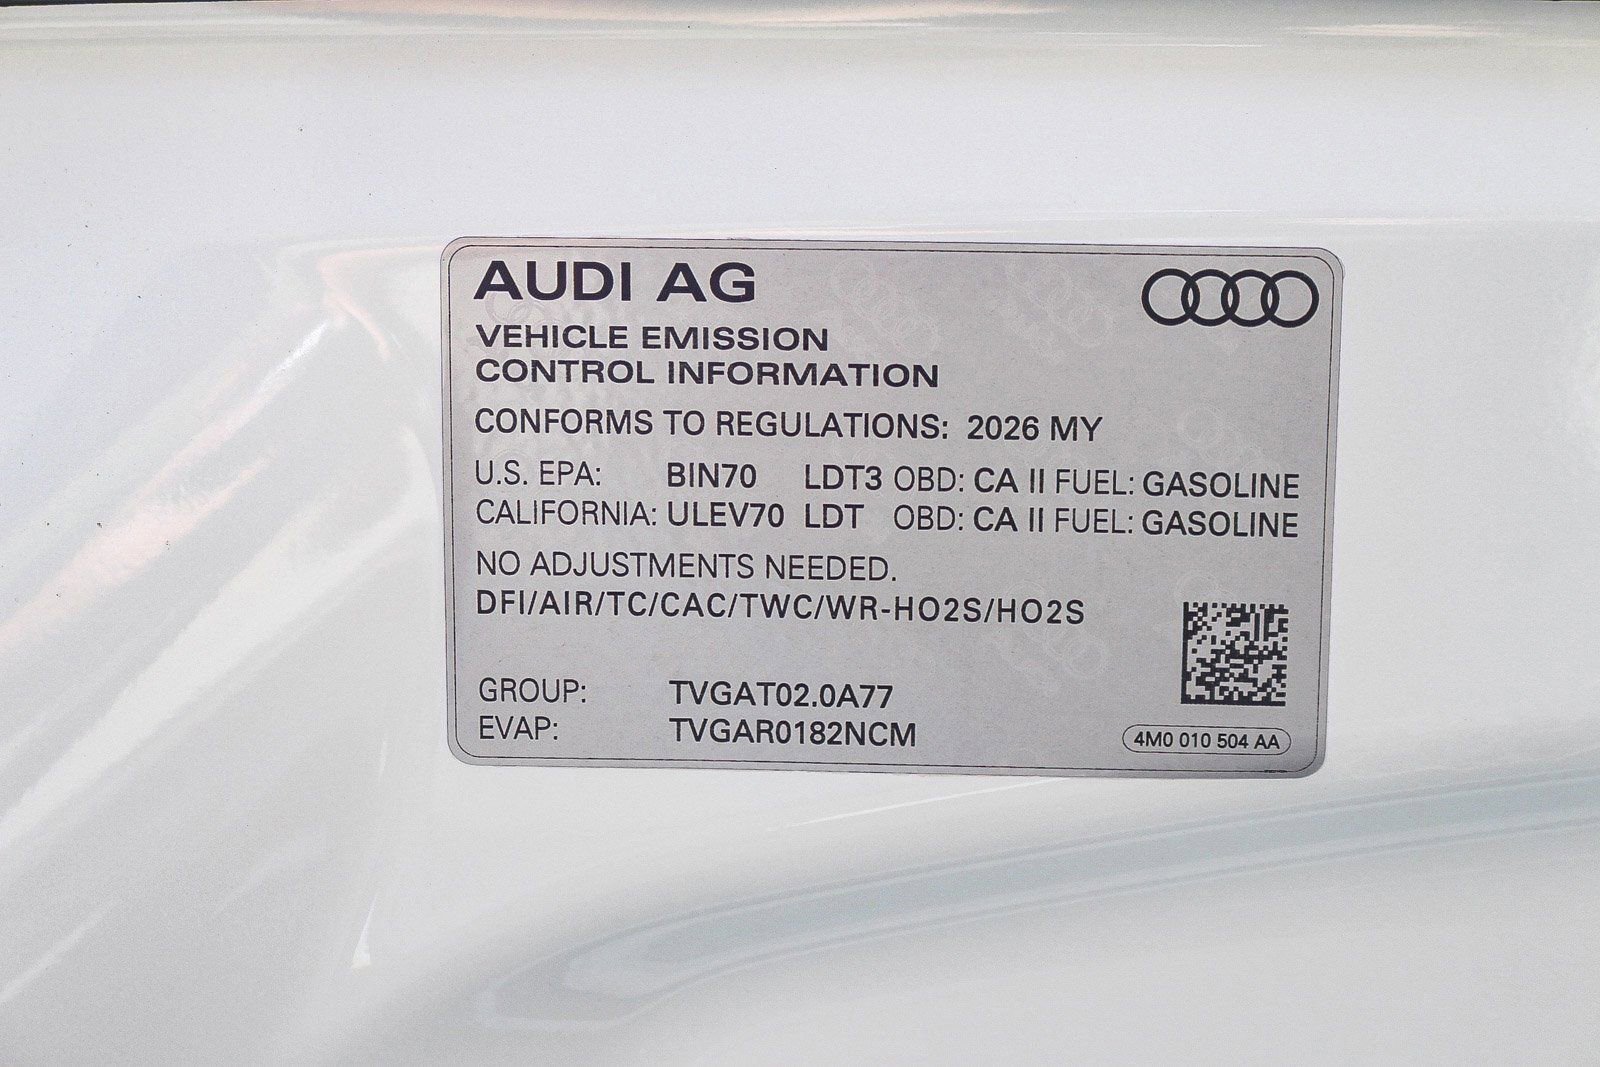 AUDI AG
VEHICLE EMISSION
CONTROL INFORMATION
CONFORMS TO REGULATIONS: 2026 MY
U.S. EPA: BIN70 LDT3 OBD: CA II FUEL: GASOLINE
CALIFORNIA: ULEV70 LDT OBD: CA II FUEL: GASOLINE
NO ADJUSTMENTS NEEDED.
DFI/AIR/TC/CAC/TWC/WR-HO2S/HO2S
GROUP: TVGAT02.0A77
EVAP: TVGAR0182NCM
4M0 010 504 AA